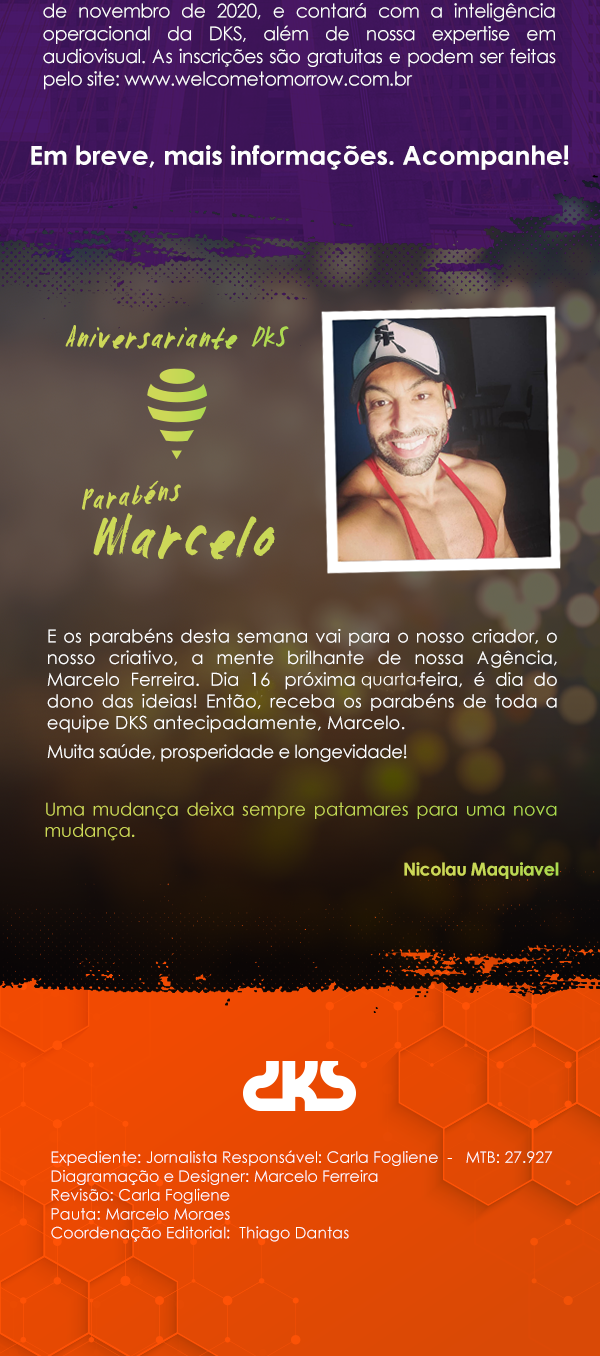 de novembro de 2020, e contará com a inteligência
operacional da DKS, além de nossa expertise em
audiovisual. As inscrições são gratuitas e podem ser feitas
pelo site: www.welcometomorrow.com.br
Em breve, mais informações. Acompanhe!
Aniversariante DKS
Parabéns
Marcelo
E os parabéns desta semana vai para o nosso criador, o
nosso criativo, a mente brilhante de nossa Agência,
Marcelo Ferreira. Dia 16 próxima quarta-feira, é dia do
dono das ideias! Então, receba os parabéns de toda a
equipe DKS antecipadamente, Marcelo.
Muita saúde, prosperidade e longevidade!
Uma mudança deixa sempre patamares para uma nova
mudança.
Nicolau Maquiavel
DKS
Expediente: Jornalista Responsável: Carla Fogliene - MTB: 27.927
Diagramação e Designer: Marcelo Ferreira
Revisão: Carla Fogliene
Pauta: Marcelo Moraes
Coordenação Editorial: Thiago Dantas